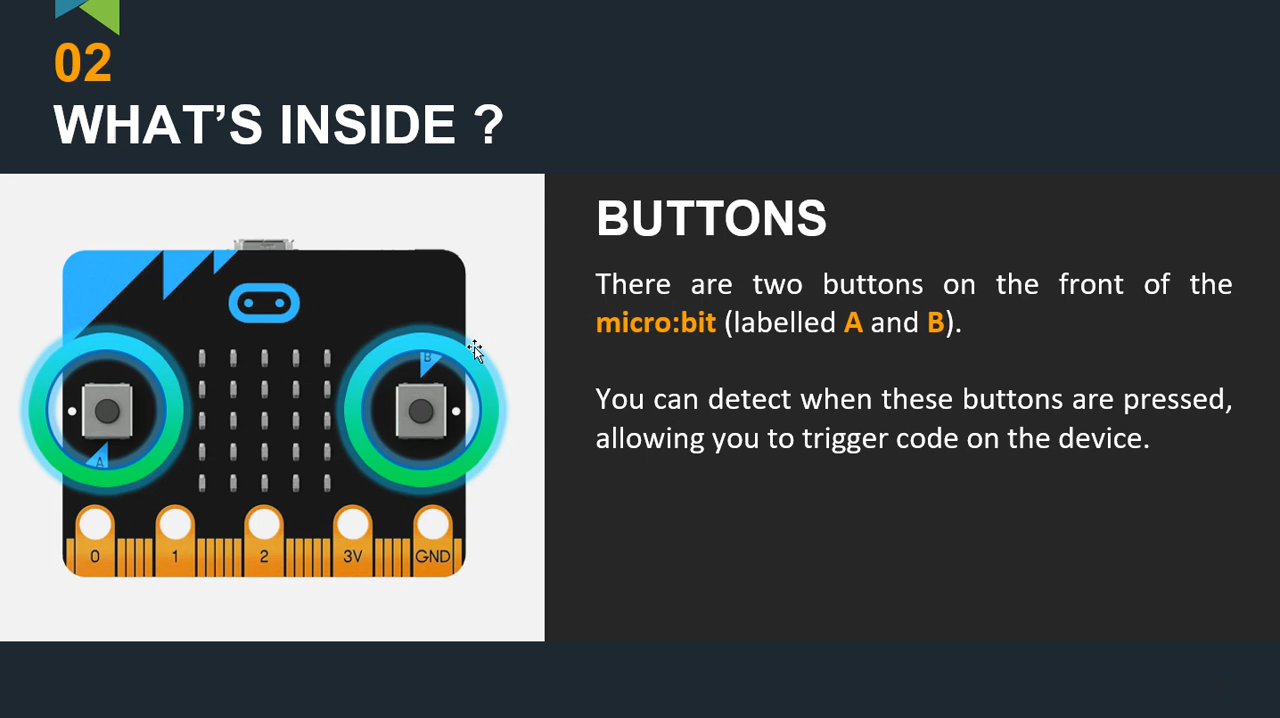 02
WHAT’S INSIDE ?
BUTTONS
There are two buttons on the front of the
micro:bit (labelled A and B).
You can detect when these buttons are pressed,
allowing you to trigger code on the device.
B
A
0 1 2 3V GND